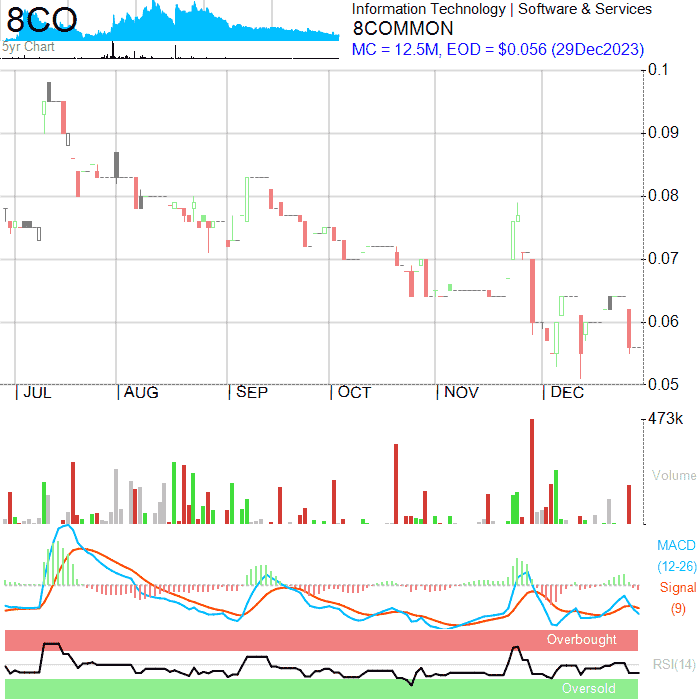 8CO
5yr Chart
Information Technology | Software & Services
8COMMON
MC = 12.5M, EOD = $0.056 (29Dec2023)
0.1
0.09
0.08
0.07
0.06
0.05
JUL
AUG
SEP
OCT
NOV
DEC
473k
Volume
MACD
(12-26)
Signal
(9)
Overbought
RSI(14)
Oversold